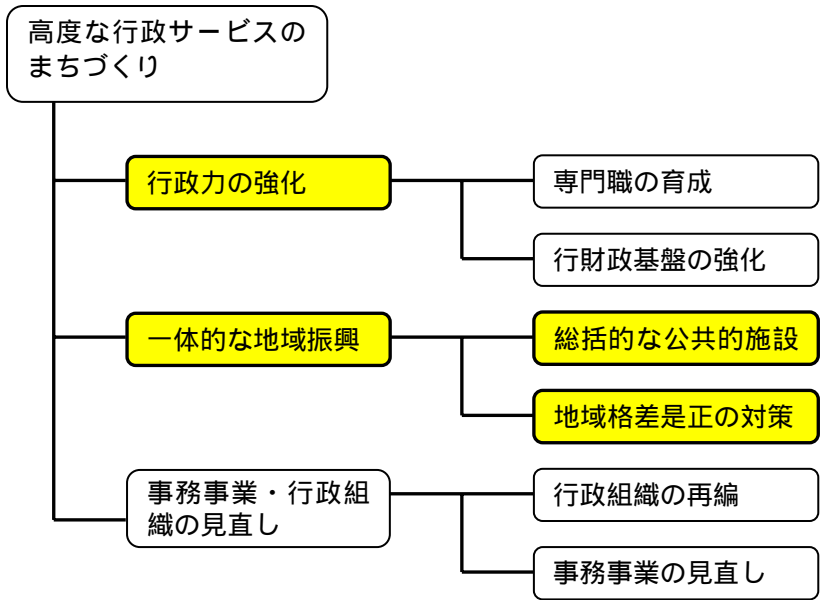 高度な行政サービスの
まちづくり
行政力の強化
専門職の育成
行財政基盤の強化
一体的な地域振興
総括的な公共的施設
地域格差是正の対策
事務事業・行政組
織の見直し
行政組織の再編
事務事業の見直し